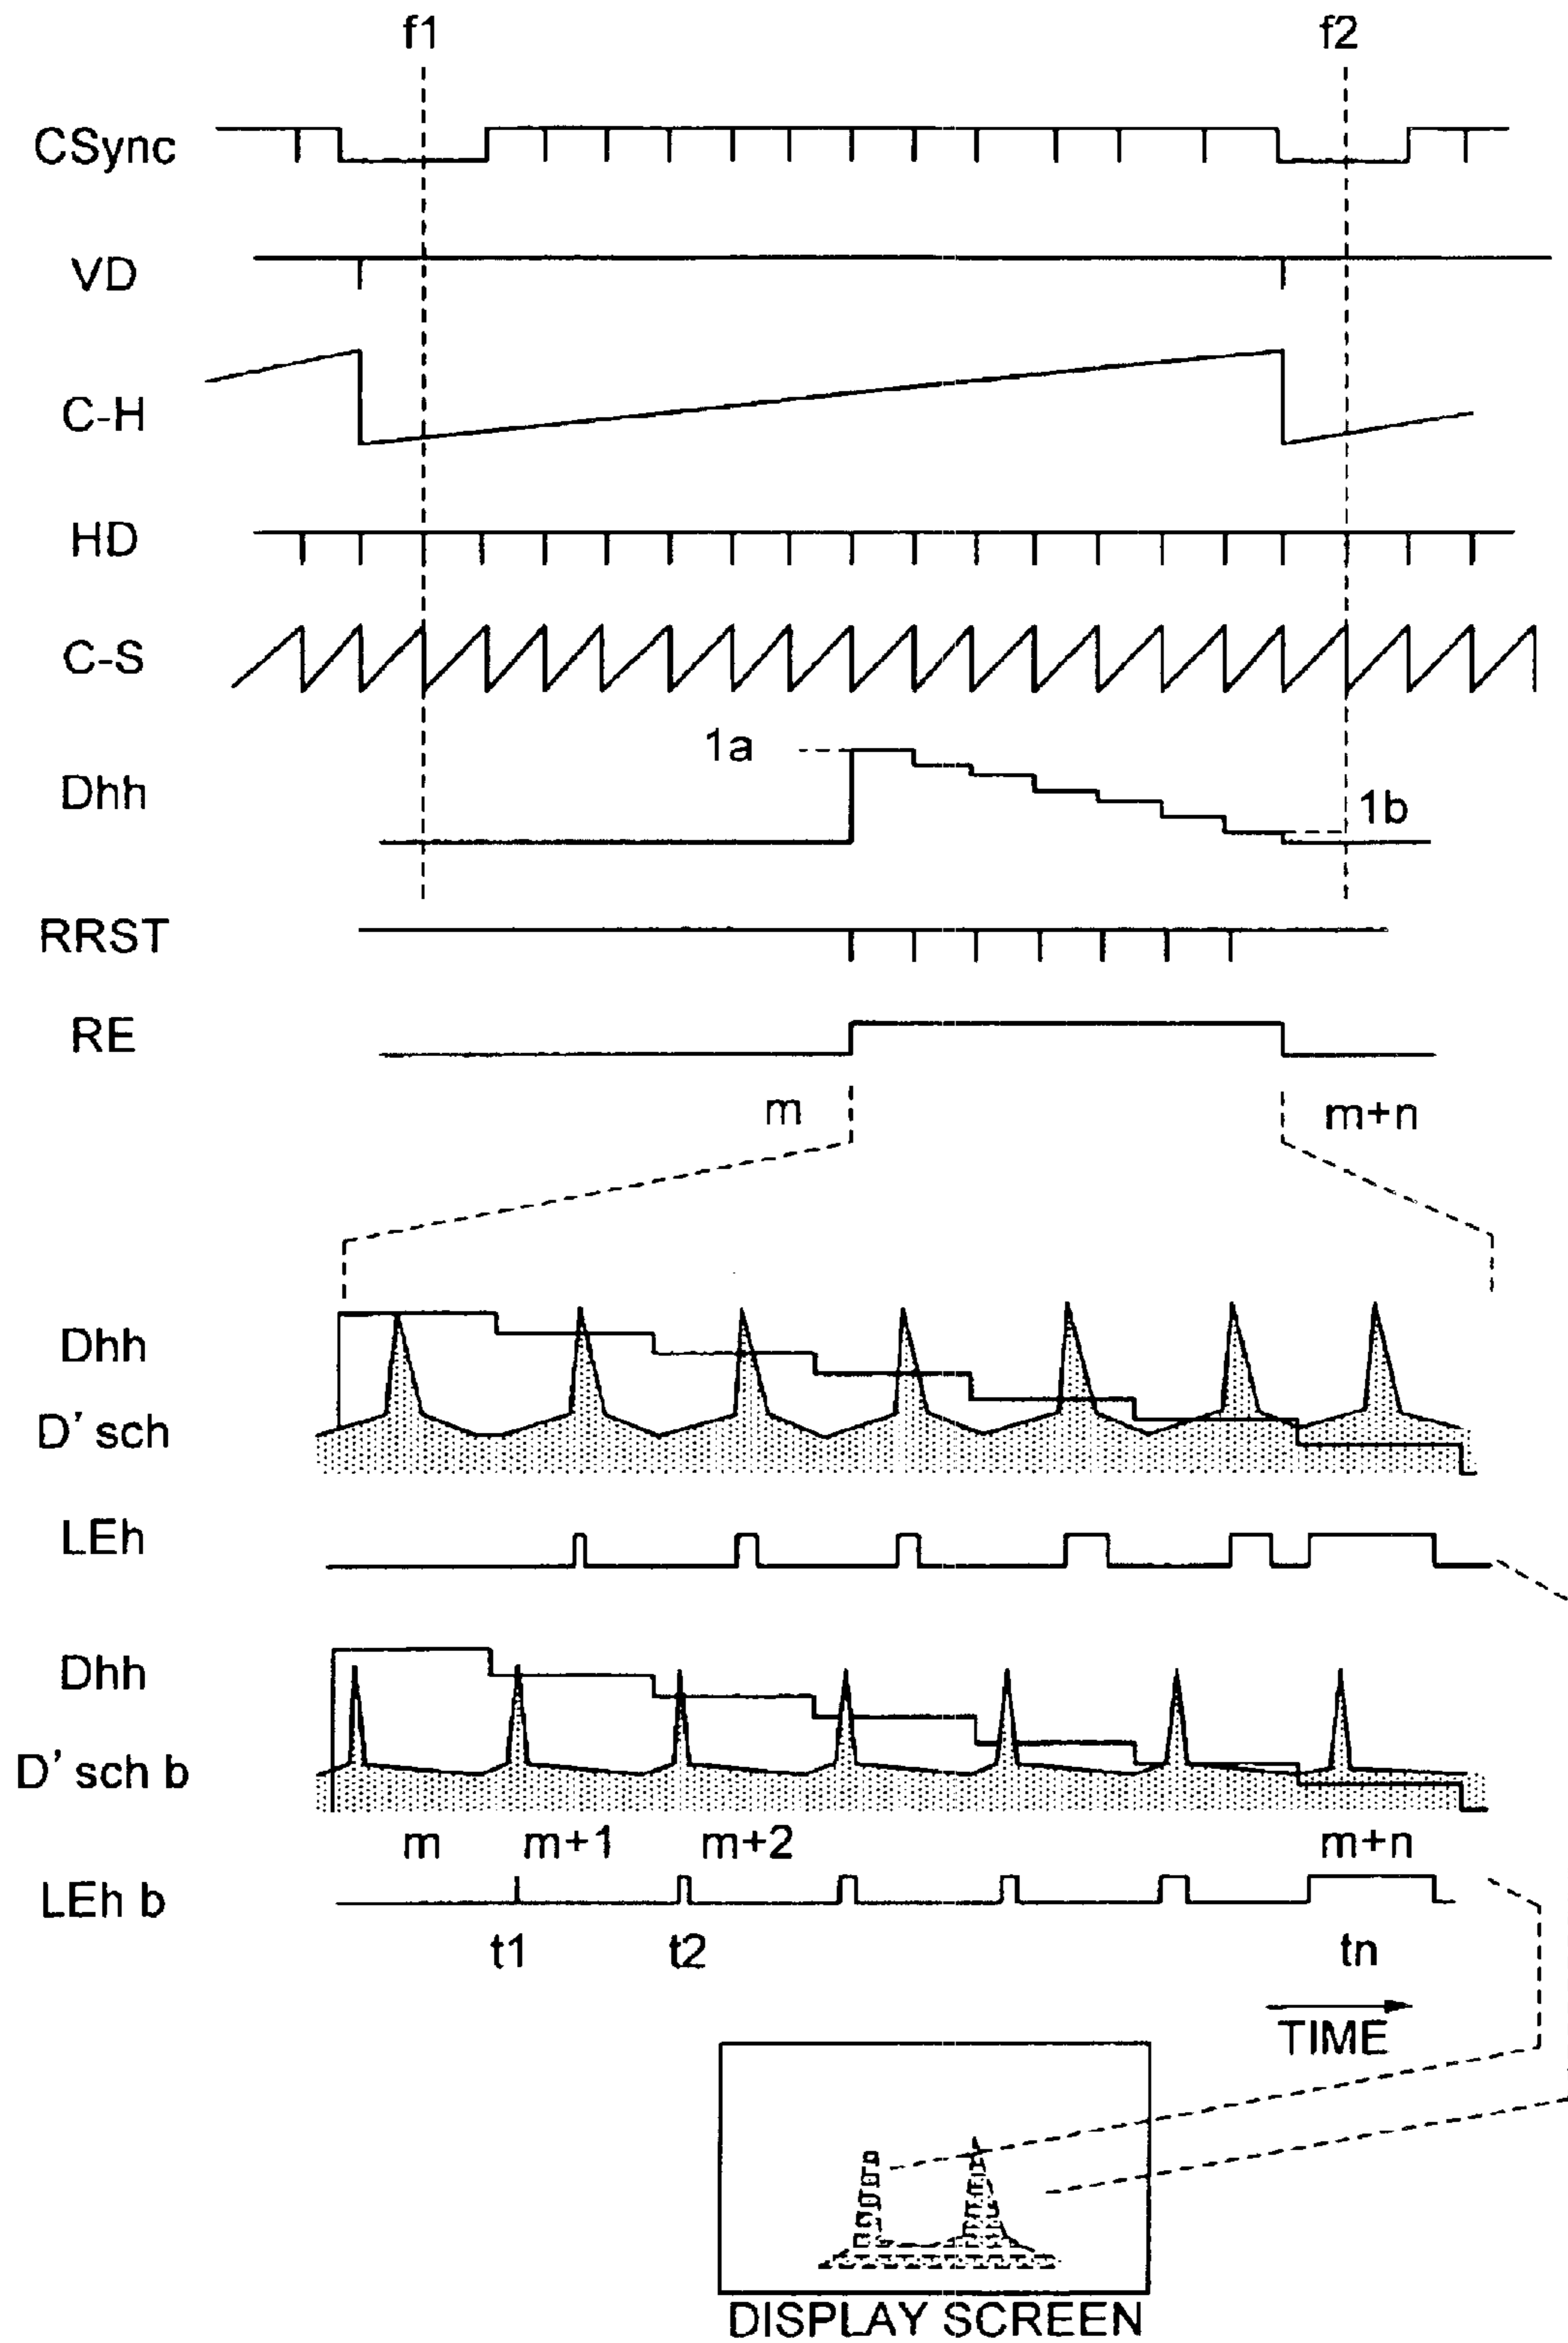 f1 f2
CSync
VD
C-H
HD
C-S
1a
Dhh
1b
RRST
RE
m m+n
Dhh
D' sch
LEh
Dhh
D' sch b
m m+1 m+2 m+n
LEh b
t1 t2 tn
TIME
DISPLAY SCREEN